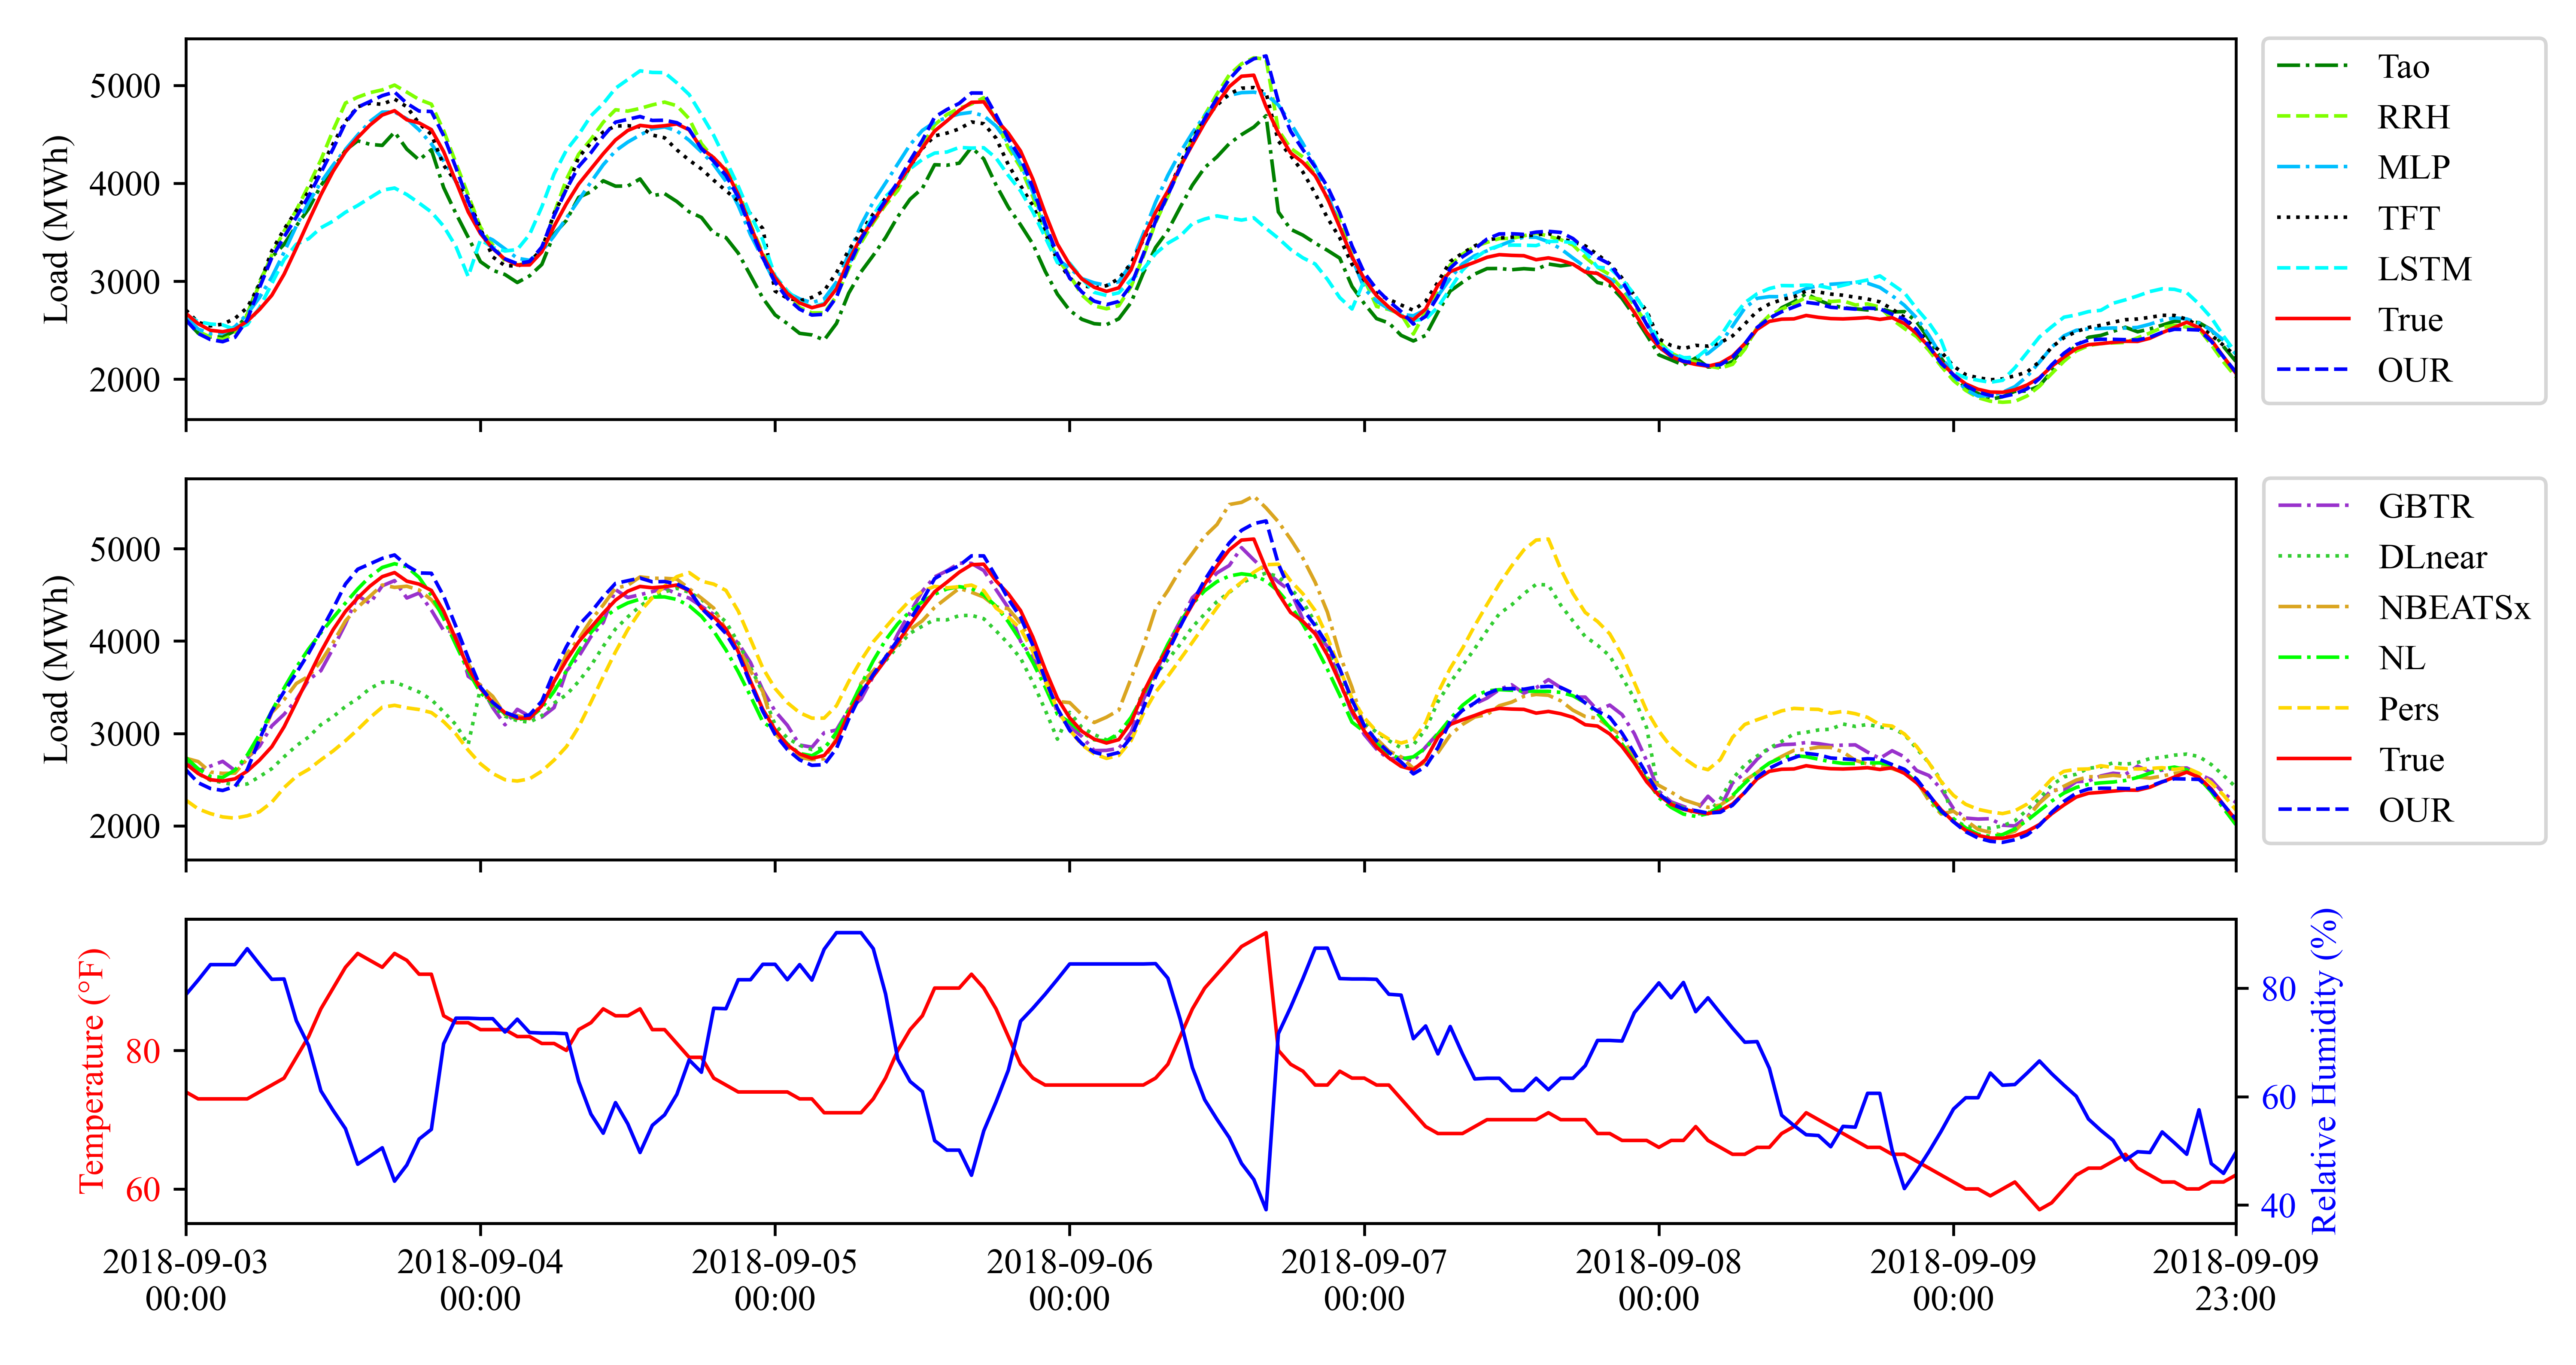 Load (MWh)
5000
4000
3000
2000
Tao
RRH
MLP
TFT
LSTM
True
OUR
Load (MWh)
5000
4000
3000
2000
GBTR
DLnear
NBEATSx
NL
Pers
True
OUR
Temperature (°F)
80
60
80
60
40
Relative Humidity (%)
2018-09-03 2018-09-04 2018-09-05 2018-09-06 2018-09-07 2018-09-08 2018-09-09 2018-09-09
00:00 00:00 00:00 00:00 00:00 00:00 00:00 23:00